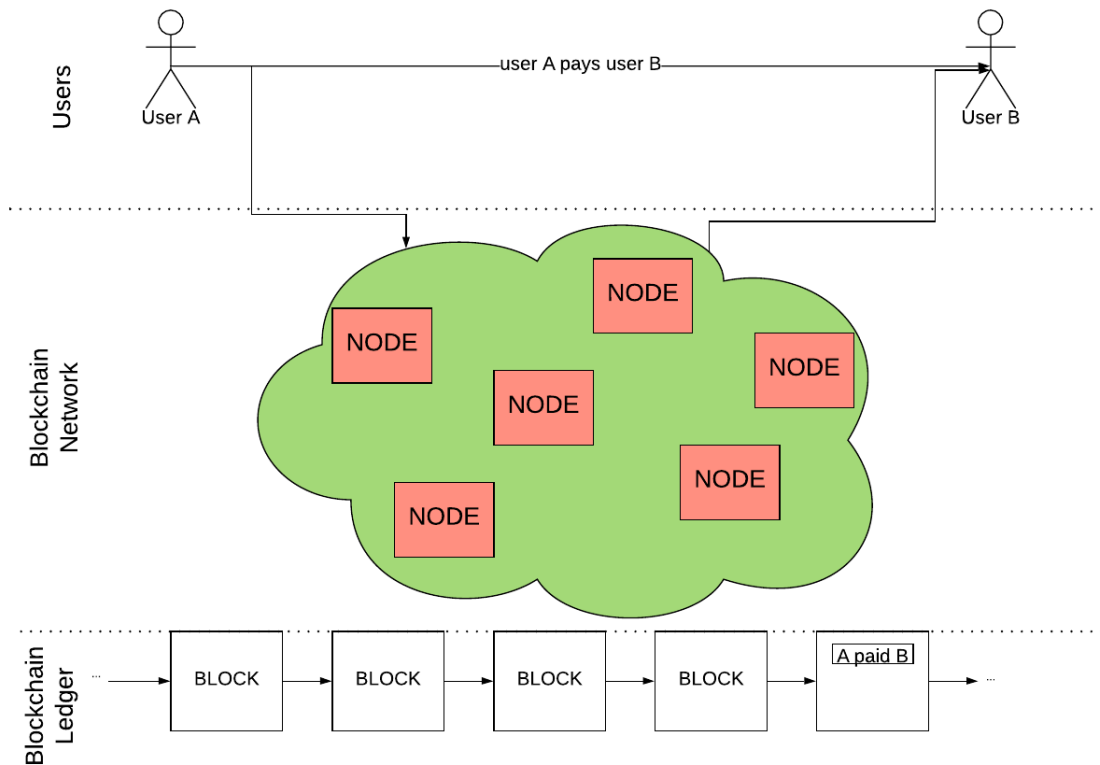 Users
User A
user A pays user B
User B
Blockchain
Network
NODE
NODE
NODE
NODE
NODE
NODE
Blockchain
Ledger
...
BLOCK
BLOCK
BLOCK
BLOCK
A paid B
...